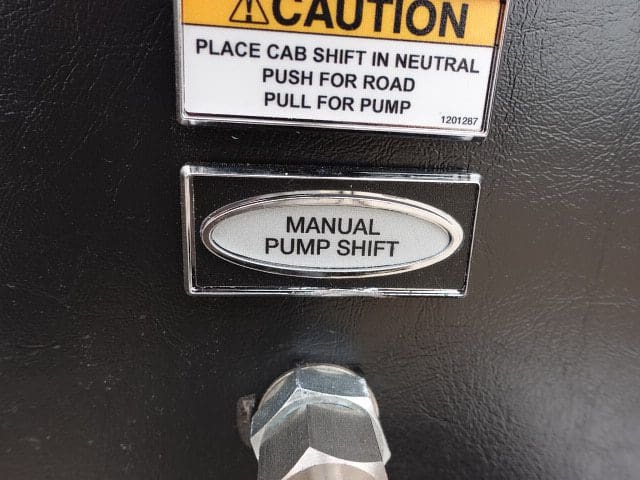 CAUTION
PLACE CAB SHIFT IN NEUTRAL
PUSH FOR ROAD
PULL FOR PUMP
1201287
MANUAL
PUMP SHIFT